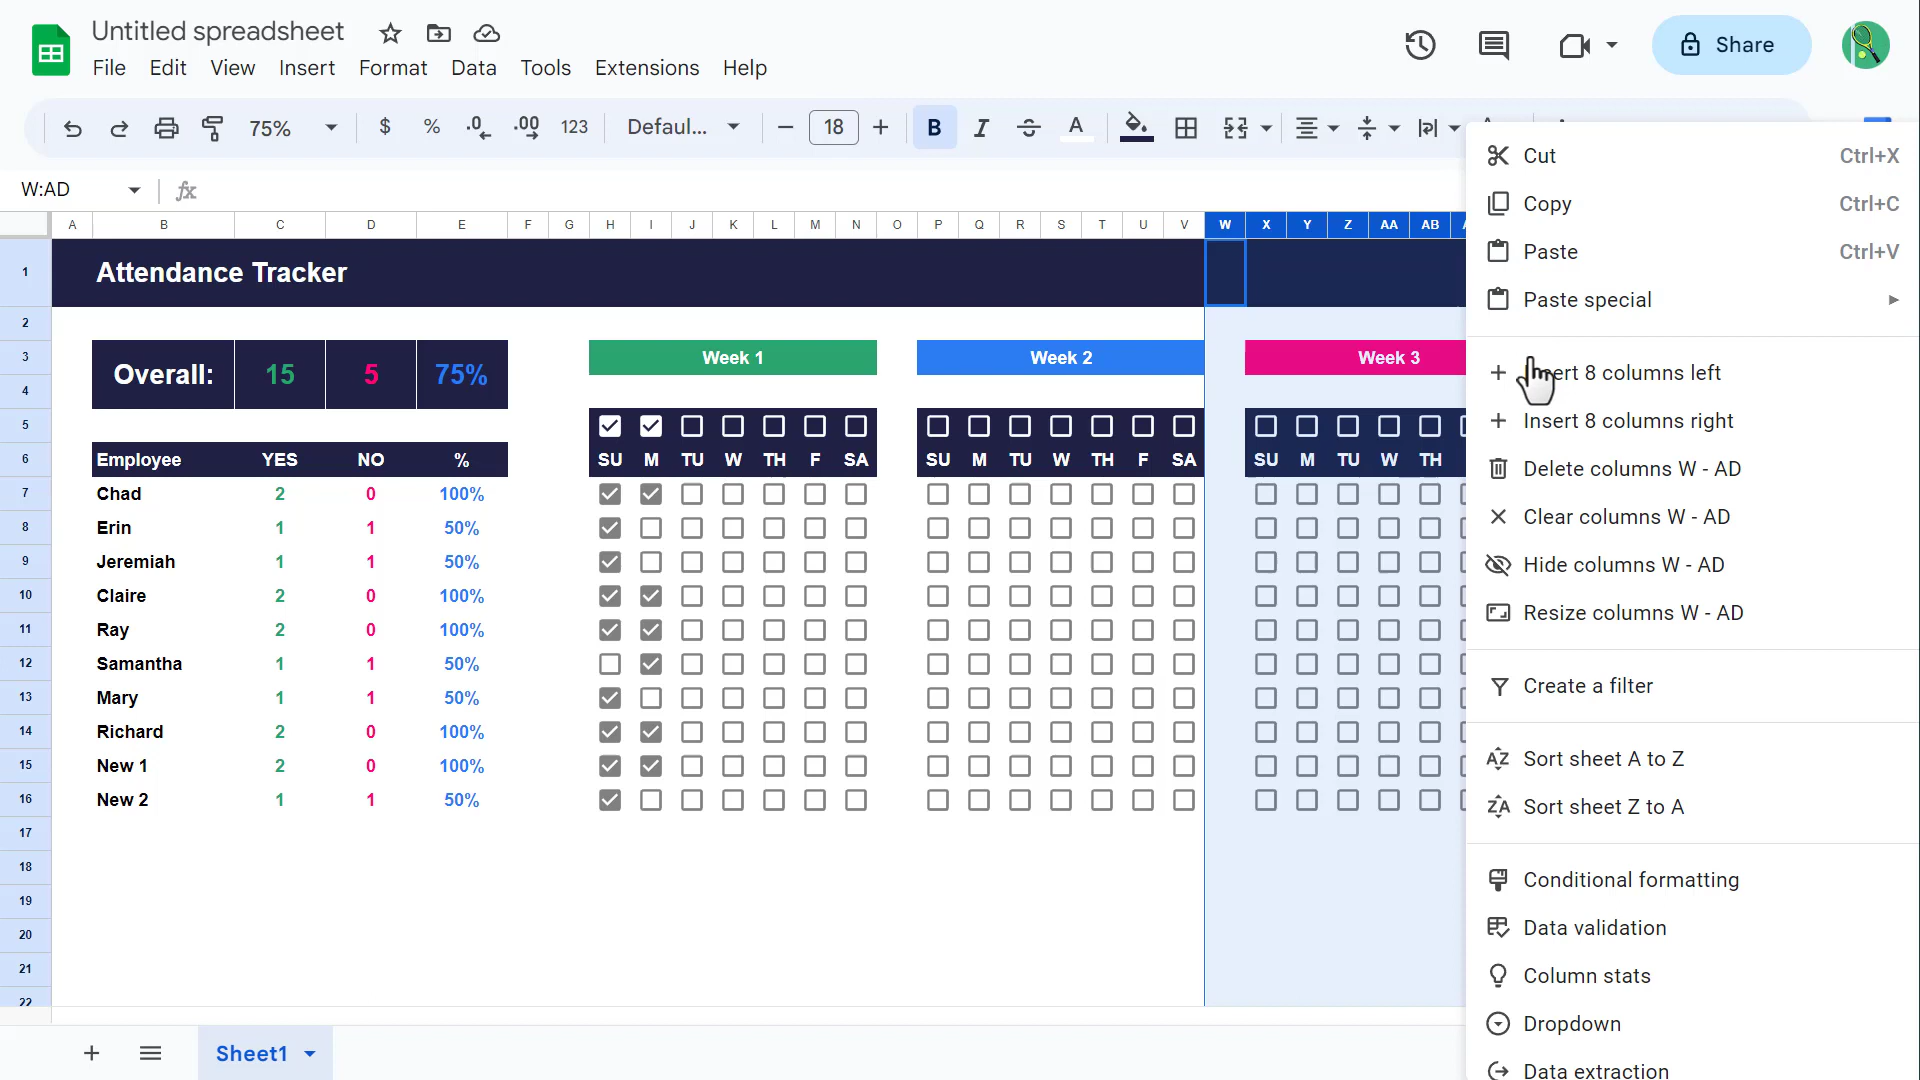 Untitled spreadsheet
File Edit View Insert Format Data Tools Extensions Help
Share
75% $ % .0 .00 123 Defaul... 18 B I A
W:AD fx
A B C D E F G H I J K L M N O P Q R S T U V W X Y Z AA AB
1 Attendance Tracker
2
3 Week 1 Week 2 Week 3
Overall: 15 5 75%
4
5
6 Employee YES NO % SU M TU W TH F SA SU M TU W TH F SA SU M TU W TH
7 Chad 2 0 100%
8 Erin 1 1 50%
9 Jeremiah 1 1 50%
10 Claire 2 0 100%
11 Ray 2 0 100%
12 Samantha 1 1 50%
13 Mary 1 1 50%
14 Richard 2 0 100%
15 New 1 2 0 100%
16 New 2 1 1 50%
17
18
19
20
21
22
Sheet1
Cut Ctrl+X
Copy Ctrl+C
Paste Ctrl+V
Paste special
8 columns left
Insert 8 columns right
Delete columns W - AD
Clear columns W - AD
Hide columns W - AD
Resize columns W - AD
Create a filter
Sort sheet A to Z
Sort sheet Z to A
Conditional formatting
Data validation
Column stats
Dropdown
Data extraction